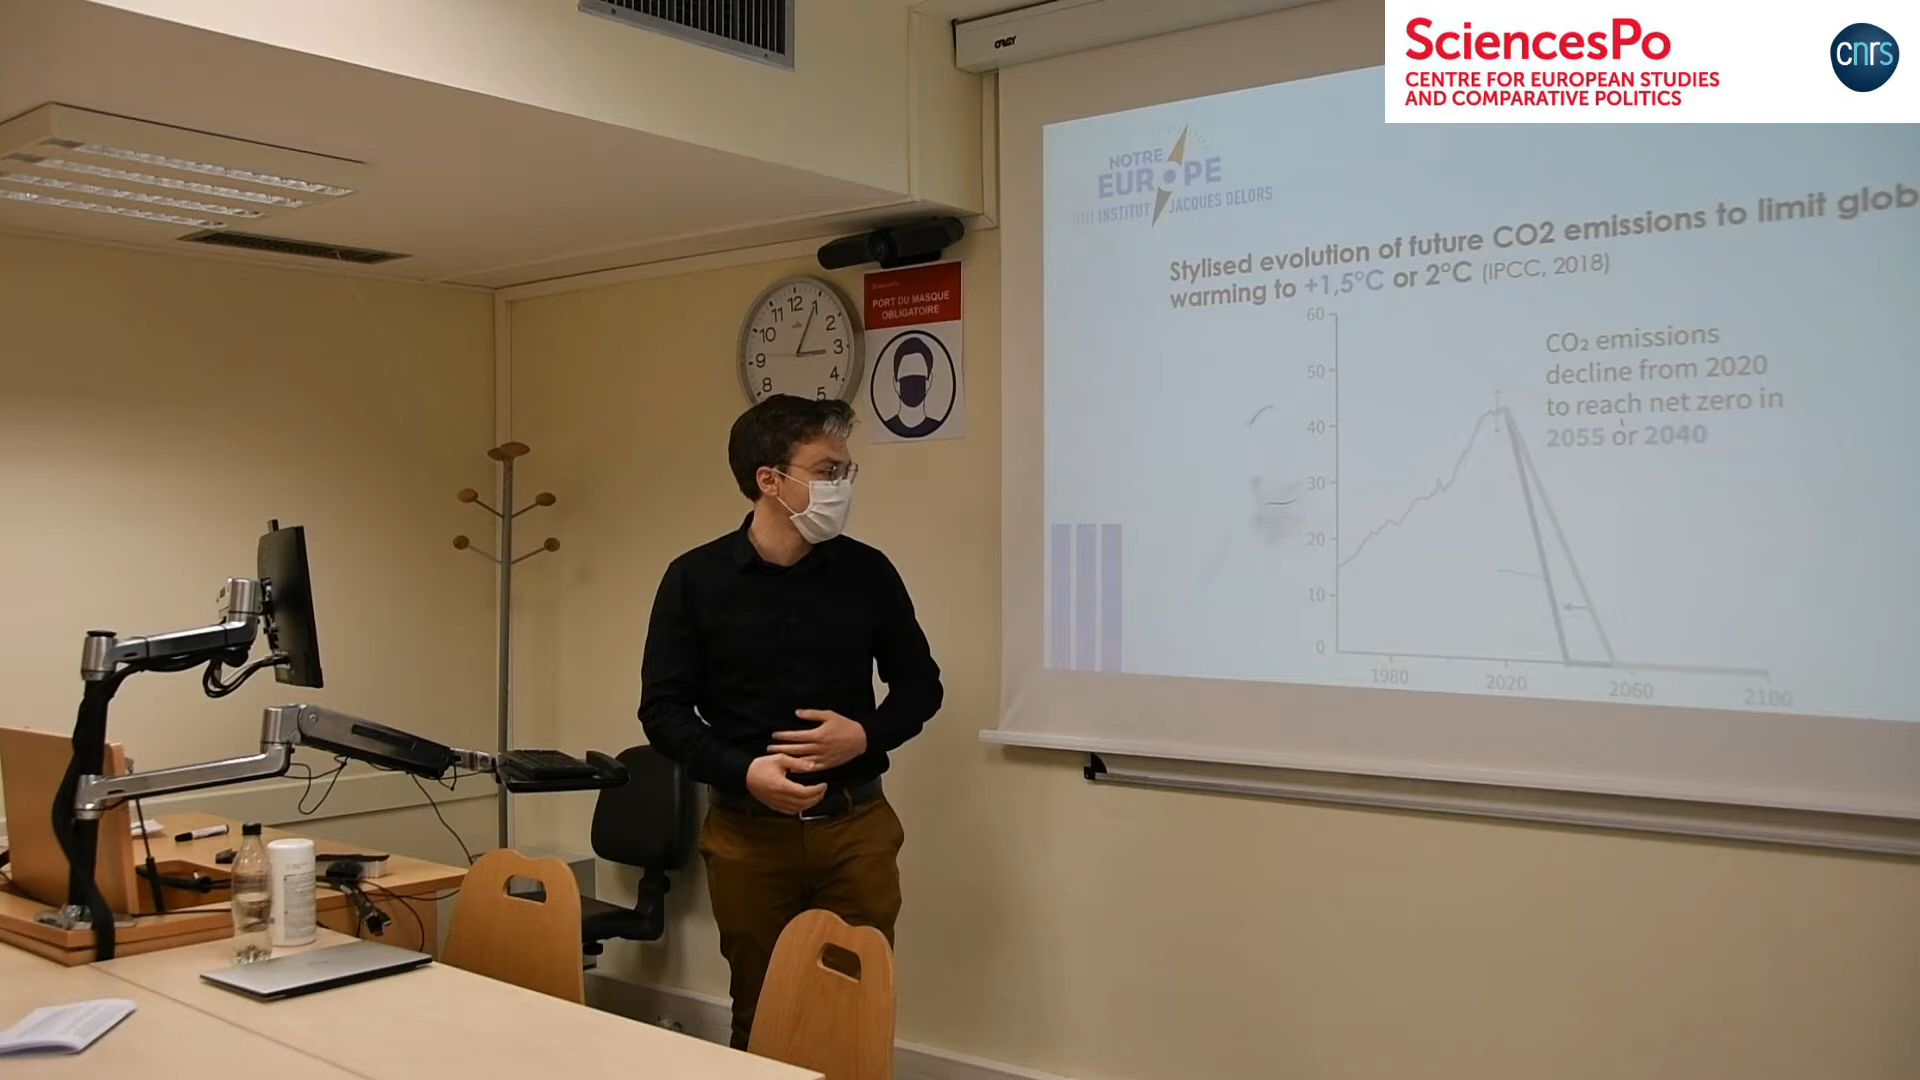 SciencesPo
CENTRE FOR EUROPEAN STUDIES
AND COMPARATIVE POLITICS
cnrs
NOTRE
EUROPE
INSTITUT JACQUES DELORS
Stylised evolution of future CO2 emissions to limit glob
warming to +1,5°C or 2°C (IPCC, 2018)
60
50
40
30
20
10
0
1980
2020
2060
2100
CO₂ emissions
decline from 2020
to reach net zero in
2055 or 2040
PORT DU MASQUE
OBLIGATOIRE
12
1
2
3
4
5
8
9
10
11